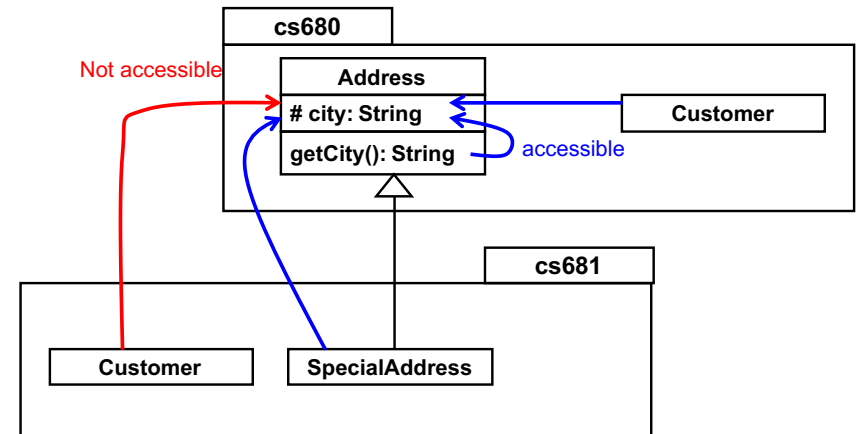 cs680
Not accessible
Address
# city: String
Customer
getCity(): String
accessible
cs681
Customer
SpecialAddress